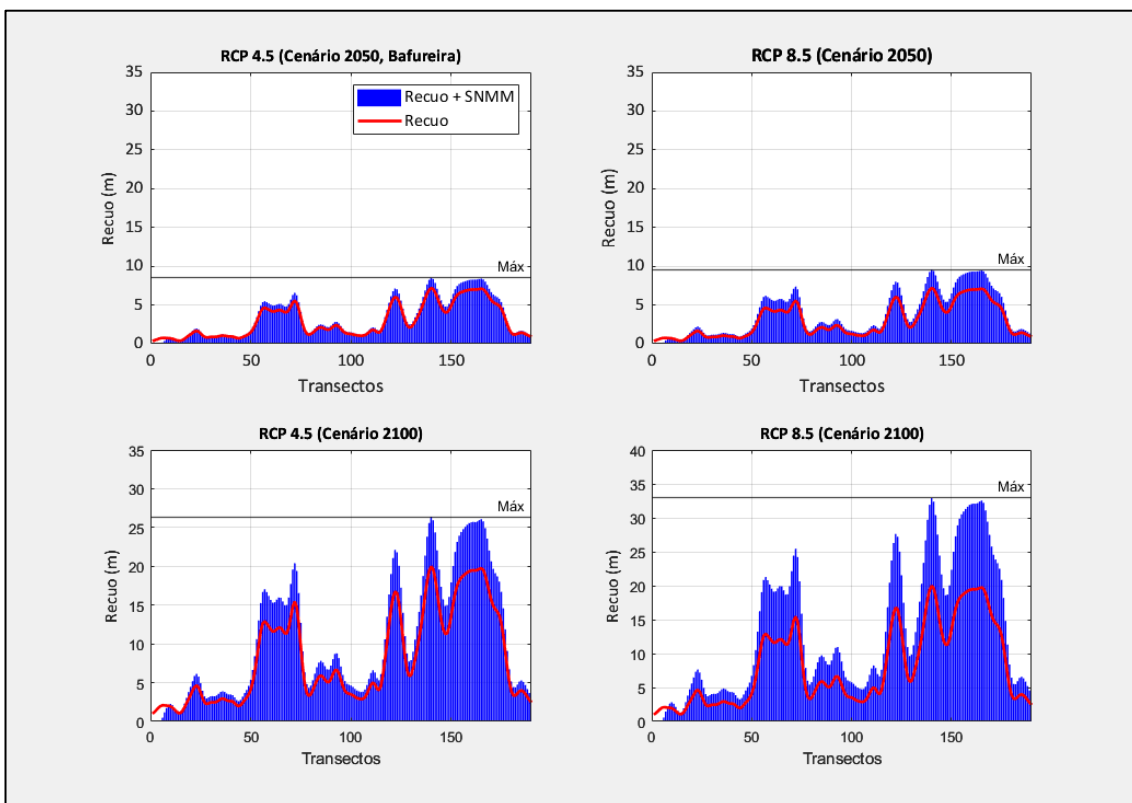 RCP 4.5 (Cenário 2050, Bafureira)
35
30
25
20
15
10
5
0
Recuo (m)
Recuo + SNMM
Recuo
Máx
0 50 100 150
Transectos
RCP 8.5 (Cenário 2050)
35
30
25
20
15
10
5
0
Recuo (m)
Máx
0 50 100 150
Transectos
RCP 4.5 (Cenário 2100)
35
30
25
20
15
10
5
0
Recuo (m)
Máx
0 50 100 150
Transectos
RCP 8.5 (Cenário 2100)
40
35
30
25
20
15
10
5
0
Recuo (m)
Máx
0 50 100 150
Transectos